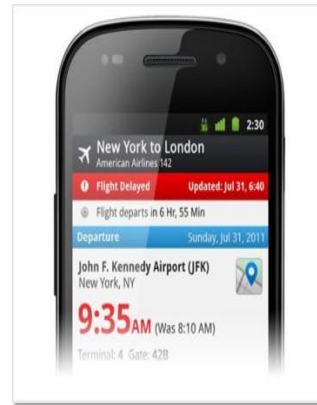 2:30
New York to London
American Airlines 142
Flight Delayed Updated: Jul 31, 6:40
Flight departs in 6 Hr, 55 Min
Departure Sunday, Jul 31, 2011
John F. Kennedy Airport (JFK)
New York, NY
9:35AM (Was 8:10 AM)
Terminal: 4 Gate: 42B